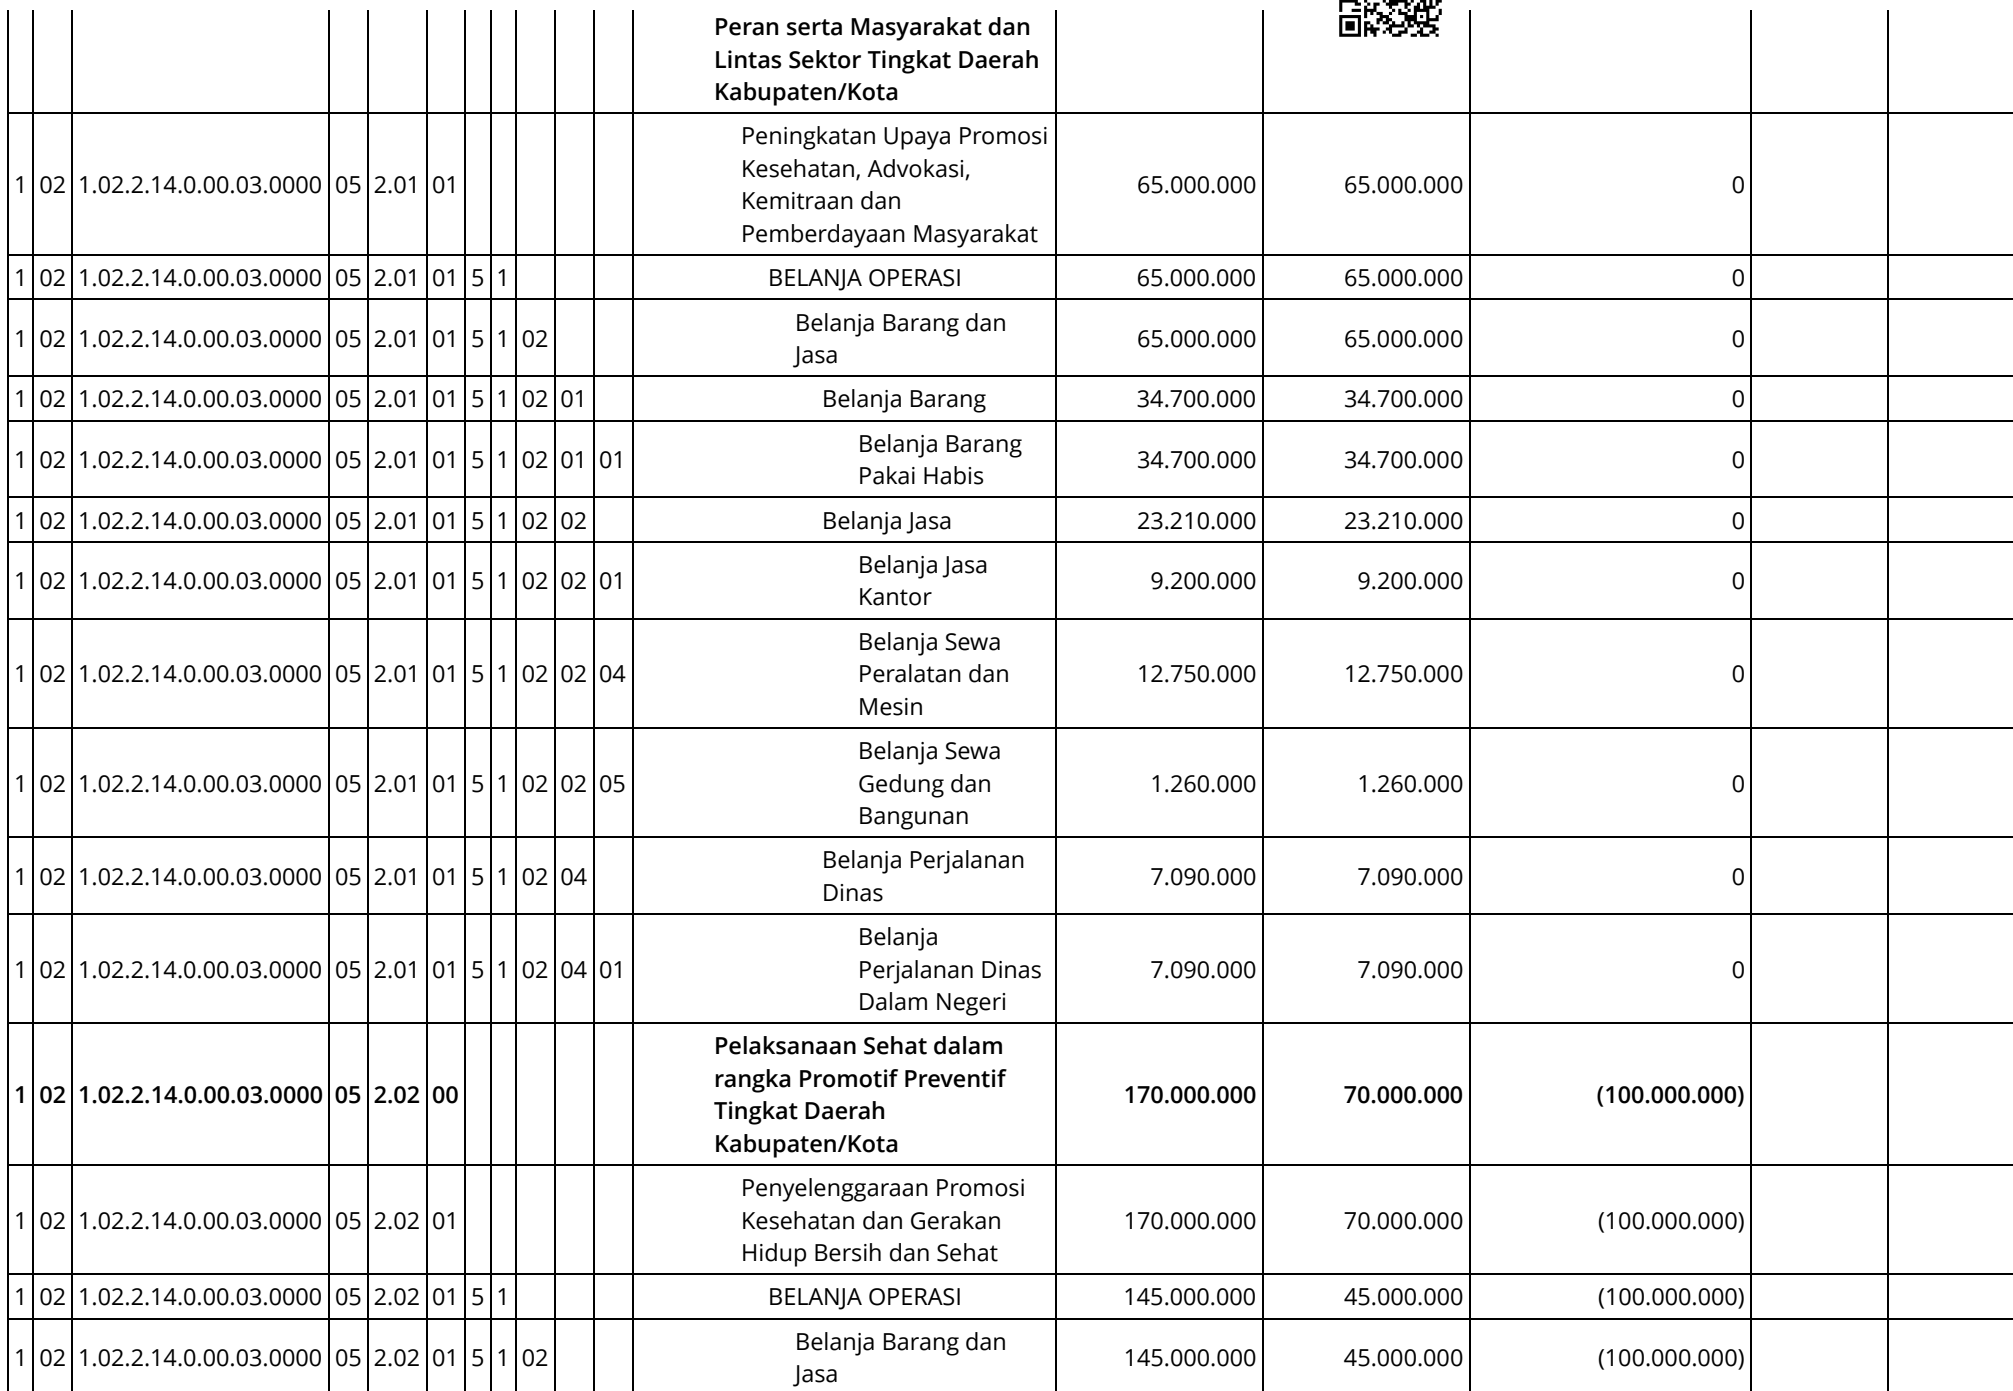 Peran serta Masyarakat dan
Lintas Sektor Tingkat Daerah
Kabupaten/Kota
1 02 1.02.2.14.0.00.03.0000 05 2.01 01 Peningkatan Upaya Promosi
Kesehatan, Advokasi,
Kemitraan dan
Pemberdayaan Masyarakat 65.000.000 65.000.000 0
1 02 1.02.2.14.0.00.03.0000 05 2.01 01 5 1 BELANJA OPERASI 65.000.000 65.000.000 0
1 02 1.02.2.14.0.00.03.0000 05 2.01 01 5 1 02 Belanja Barang dan
Jasa 65.000.000 65.000.000 0
1 02 1.02.2.14.0.00.03.0000 05 2.01 01 5 1 02 01 Belanja Barang 34.700.000 34.700.000 0
1 02 1.02.2.14.0.00.03.0000 05 2.01 01 5 1 02 01 01 Belanja Barang
Pakai Habis 34.700.000 34.700.000 0
1 02 1.02.2.14.0.00.03.0000 05 2.01 01 5 1 02 02 Belanja Jasa 23.210.000 23.210.000 0
1 02 1.02.2.14.0.00.03.0000 05 2.01 01 5 1 02 02 01 Belanja Jasa
Kantor 9.200.000 9.200.000 0
1 02 1.02.2.14.0.00.03.0000 05 2.01 01 5 1 02 02 04 Belanja Sewa
Peralatan dan
Mesin 12.750.000 12.750.000 0
1 02 1.02.2.14.0.00.03.0000 05 2.01 01 5 1 02 02 05 Belanja Sewa
Gedung dan
Bangunan 1.260.000 1.260.000 0
1 02 1.02.2.14.0.00.03.0000 05 2.01 01 5 1 02 04 Belanja Perjalanan
Dinas 7.090.000 7.090.000 0
1 02 1.02.2.14.0.00.03.0000 05 2.01 01 5 1 02 04 01 Belanja
Perjalanan Dinas
Dalam Negeri 7.090.000 7.090.000 0
1 02 1.02.2.14.0.00.03.0000 05 2.02 00 Pelaksanaan Sehat dalam
rangka Promotif Preventif
Tingkat Daerah
Kabupaten/Kota 170.000.000 70.000.000 (100.000.000)
1 02 1.02.2.14.0.00.03.0000 05 2.02 01 Penyelenggaraan Promosi
Kesehatan dan Gerakan
Hidup Bersih dan Sehat 170.000.000 70.000.000 (100.000.000)
1 02 1.02.2.14.0.00.03.0000 05 2.02 01 5 1 BELANJA OPERASI 145.000.000 45.000.000 (100.000.000)
1 02 1.02.2.14.0.00.03.0000 05 2.02 01 5 1 02 Belanja Barang dan
Jasa 145.000.000 45.000.000 (100.000.000)